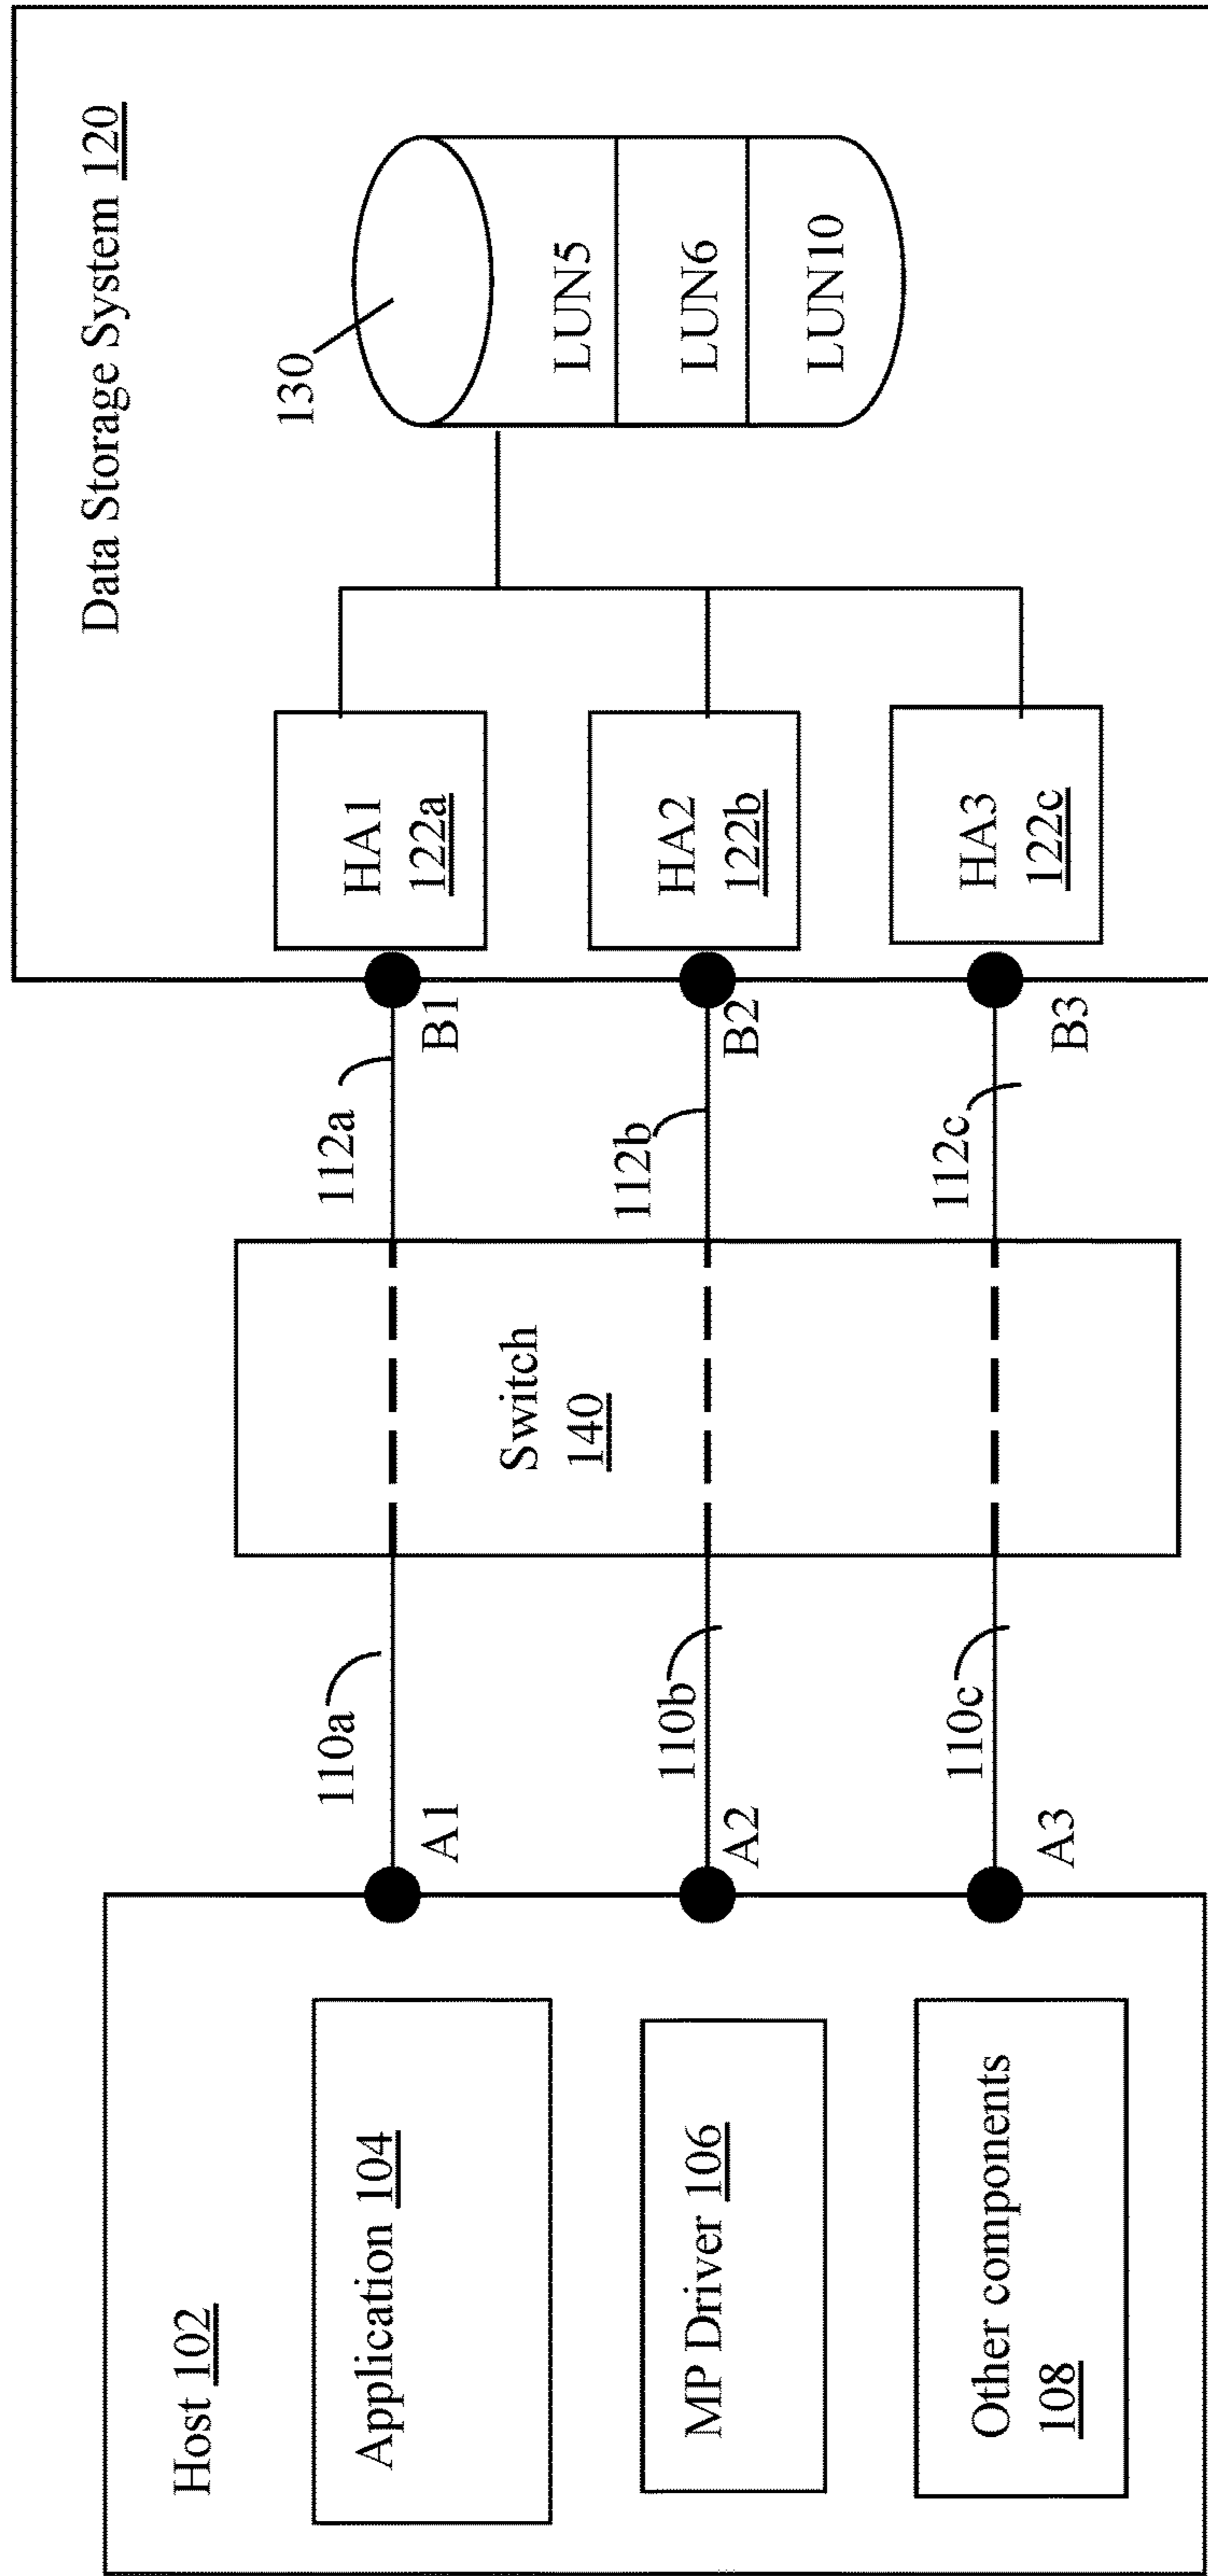 Host 102
Application 104
MP Driver 106
Other components
108
A1
A2
A3
110a
110b
110c
Switch
140
112a
112b
112c
B1
B2
B3
Data Storage System 120
HA1
122a
HA2
122b
HA3
122c
130
LUN5
LUN6
LUN10